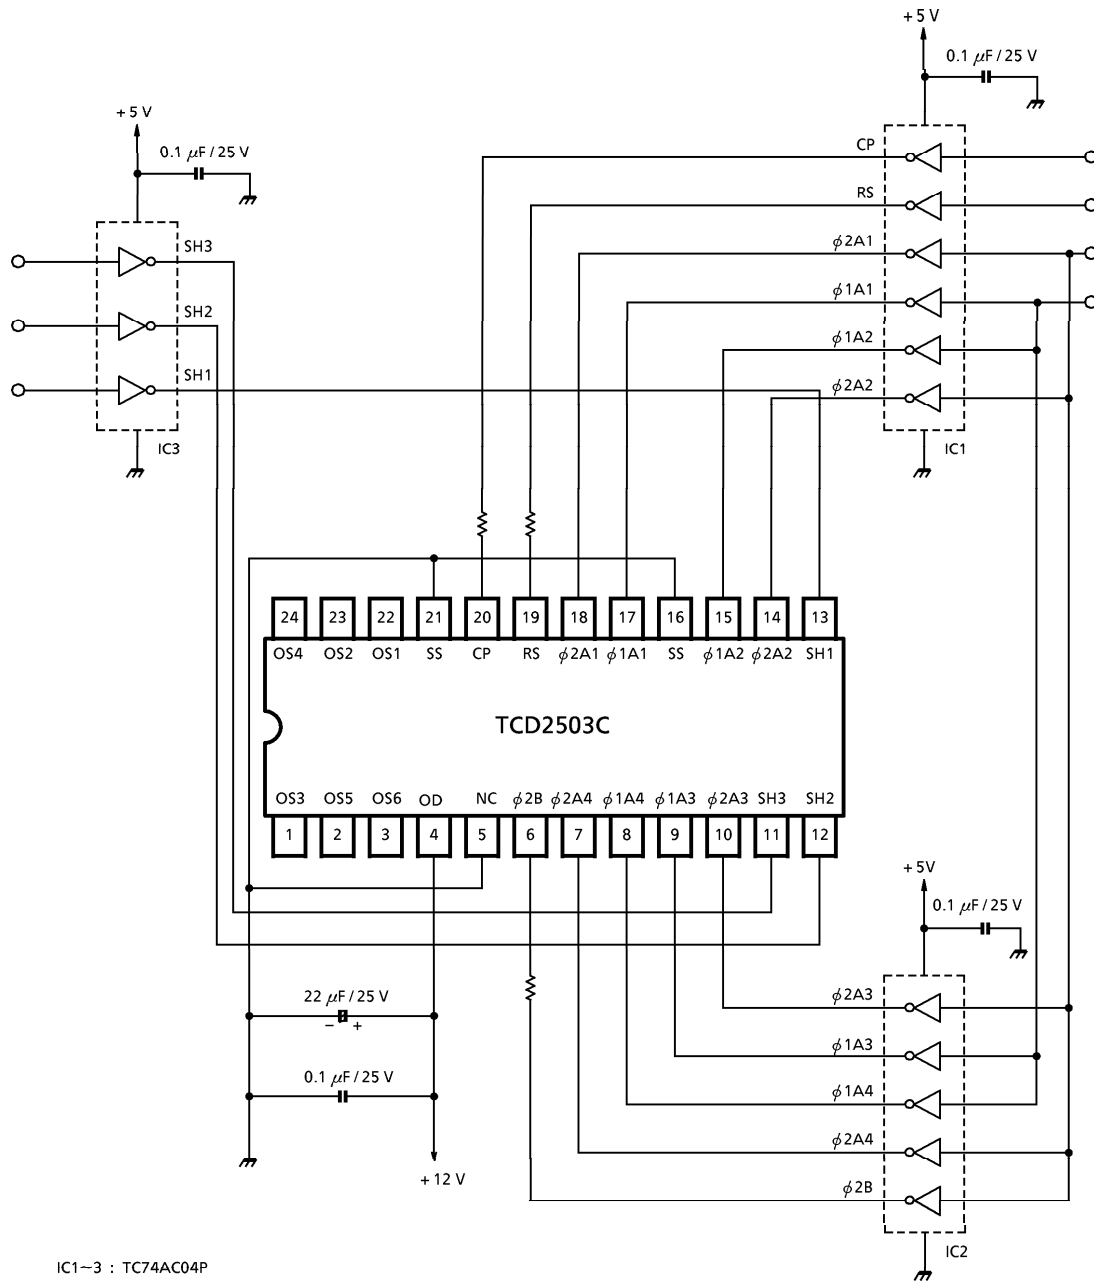 +5 V
0.1 μF/25 V
+5 V
0.1 μF/25 V
CP
RS
SH3
φ2A1
φ1A1
SH2
φ1A2
SH1
φ2A2
IC3
IC1
24 23 22 21 20 19 18 17 16 15 14 13
OS4 OS2 OS1 SS CP RS φ2A1 φ1A1 SS φ1A2 φ2A2 SH1
TCD2503C
OS3 OS5 OS6 OD NC φ2B φ2A4 φ1A4 φ1A3 φ2A3 SH3 SH2
1 2 3 4 5 6 7 8 9 10 11 12
+5V
0.1 μF/25 V
22 μF/25 V
− +
φ2A3
φ1A3
0.1 μF/25 V
φ1A4
φ2A4
+12 V
φ2B
IC2
IC1~3 : TC74AC04P